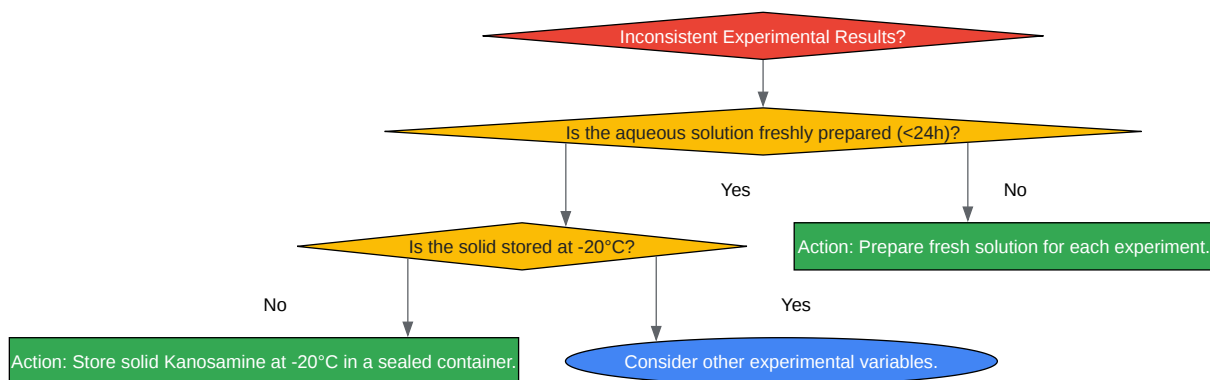 Inconsistent Experimental Results?
Is the aqueous solution freshly prepared (<24h)?
Yes
No
Is the solid stored at -20°C?
Action: Prepare fresh solution for each experiment.
No
Yes
Action: Store solid Kanosamine at -20°C in a sealed container.
Consider other experimental variables.